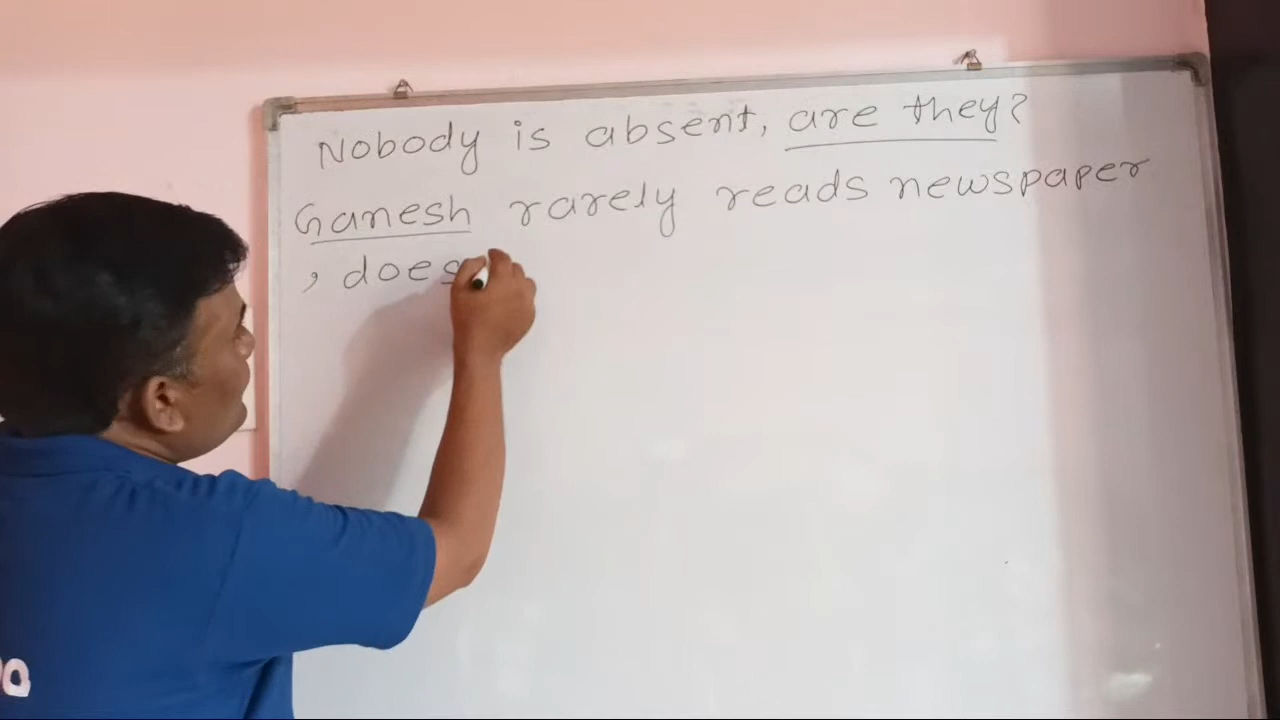 Nobody is absent, are they?
Ganesh rarely reads newspaper
, does